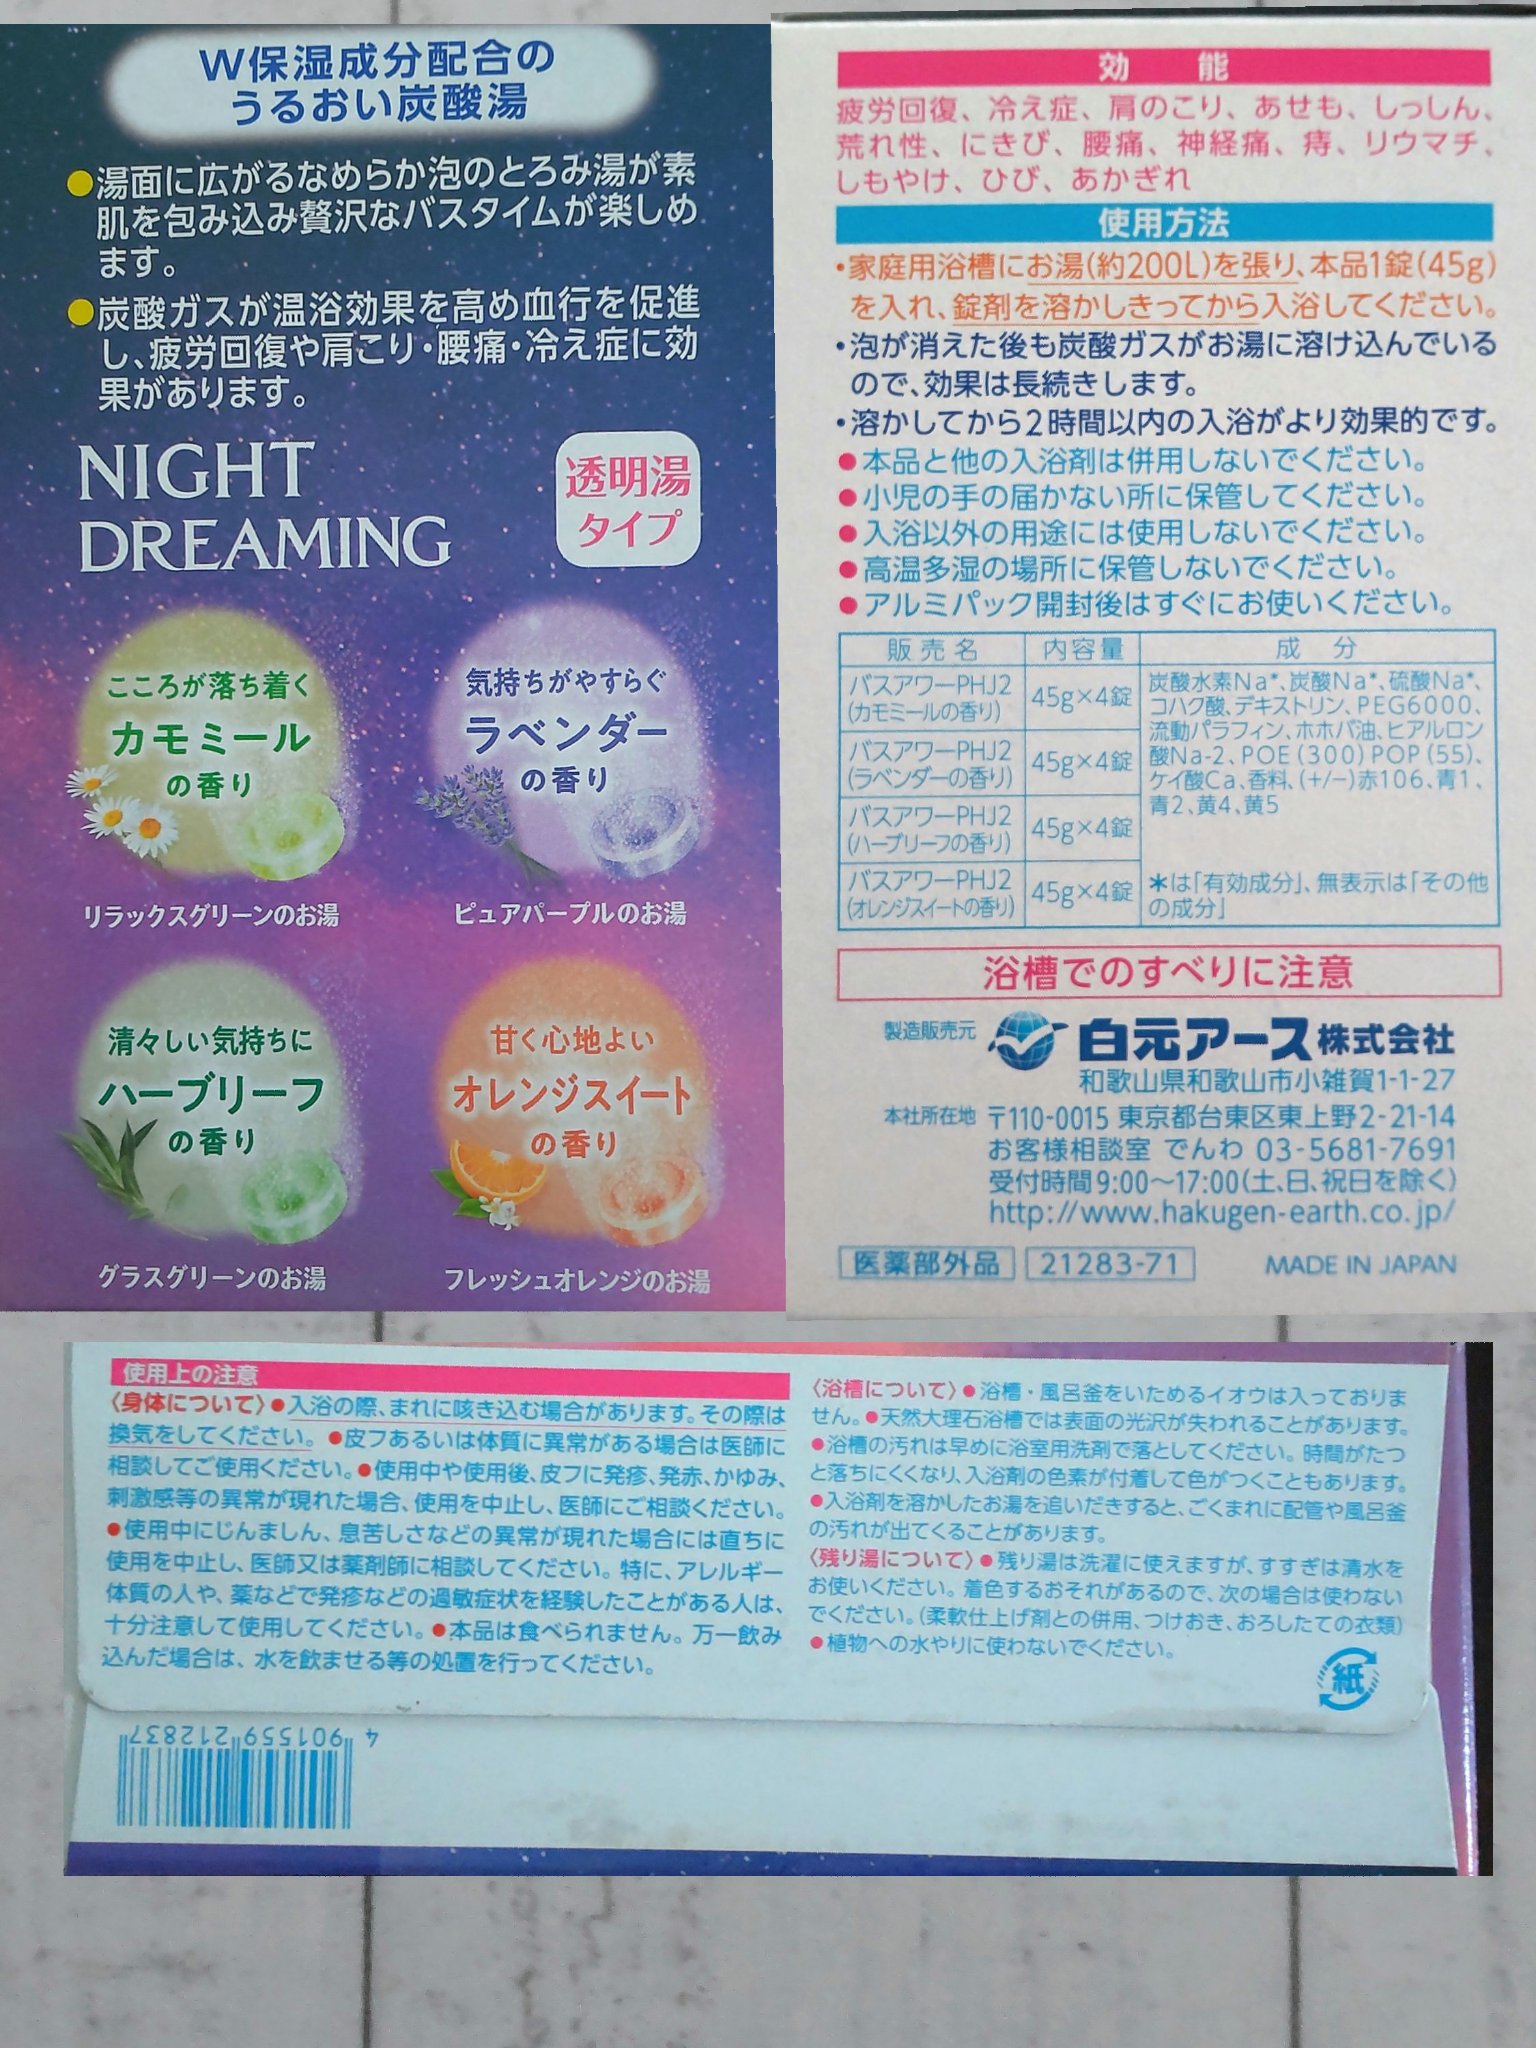 W保湿成分配合の
うるおい炭酸湯
●湯面に広がるなめらか泡のとろみ湯が素
肌を包み込み贅沢なバスタイムが楽しめ
ます。
●炭酸ガスが温浴効果を高め血行を促進
し、疲労回復や肩こり・腰痛・冷え症に効
果があります。
NIGHT
DREAMING
透明湯
タイプ
こころが落ち着く
カモミール
の香り
リラックスグリーンのお湯
気持ちがやすらぐ
ラベンダー
の香り
ピュアパープルのお湯
清々しい気持ちに
ハーブリーフ
の香り
グラスグリーンのお湯
甘く心地よい
オレンジスイート
の香り
フレッシュオレンジのお湯
効 能
疲労回復、冷え症、肩のこり、あせも、しっしん、
荒れ性、にきび、腰痛、神経痛、痔、リウマチ、
しもやけ、ひび、あかぎれ
使用方法
・家庭用浴槽にお湯(約200L)を張り、本品1錠(45g)
を入れ、錠剤を溶かしきってから入浴してください。
・泡が消えた後も炭酸ガスがお湯に溶け込んでいる
ので、効果は長続きします。
・溶かしてから2時間以内の入浴がより効果的です。
●本品と他の入浴剤は併用しないでください。
●小児の手の届かない所に保管してください。
●入浴以外の用途には使用しないでください。
●高温多湿の場所に保管しないでください。
●アルミパック開封後はすぐにお使いください。
販売名 内容量 成 分
バスアワーPHJ2
(カモミールの香り) 45g×4錠
バスアワーPHJ2
(ラベンダーの香り) 45g×4錠
バスアワーPHJ2
(ハーブリーフの香り) 45g×4錠
バスアワーPHJ2
(オレンジスイートの香り) 45g×4錠
炭酸水素Na*、炭酸Na*、硫酸Na*、
コハク酸、デキストリン、PEG6000、
流動パラフィン、ホホバ油、ヒアルロン
酸Na-2、POE(300)POP(55)、
ケイ酸Ca、香料、(+/−)赤106、青1、
青2、黄4、黄5
＊は「有効成分」、無表示は「その他
の成分」
浴槽でのすべりに注意
製造販売元 白元アース株式会社
和歌山県和歌山市小雑賀1-1-27
本社所在地 〒110-0015 東京都台東区東上野2-21-14
お客様相談室 でんわ 03-5681-7691
受付時間9:00〜17:00(土、日、祝日を除く)
http://www.hakugen-earth.co.jp/
医薬部外品 21283-71 MADE IN JAPAN
使用上の注意
〈身体について〉●入浴の際、まれに咳き込む場合があります。その際は
換気をしてください。●皮フあるいは体質に異常がある場合は医師に
相談してご使用ください。●使用中や使用後、皮フに発疹、発赤、かゆみ、
刺激感等の異常が現れた場合、使用を中止し、医師にご相談ください。
●使用中にじんましん、息苦しさなどの異常が現れた場合には直ちに
使用を中止し、医師又は薬剤師に相談してください。特に、アレルギー
体質の人や、薬などで発疹などの過敏症状を経験したことがある人は、
十分注意して使用してください。●本品は食べられません。万一飲み
込んだ場合は、水を飲ませる等の処置を行ってください。
〈浴槽について〉●浴槽・風呂釜をいためるイオウは入っておりま
せん。●天然大理石浴槽では表面の光沢が失われることがあります。
●浴槽の汚れは早めに浴室用洗剤で落としてください。時間がたつ
と落ちにくくなり、入浴剤の色素が付着して色がつくこともあります。
●入浴剤を溶かしたお湯を追いだきすると、ごくまれに配管や風呂釜
の汚れが出てくることがあります。
〈残り湯について〉●残り湯は洗濯に使えますが、すすぎは清水を
お使いください。着色するおそれがあるので、次の場合は使わない
でください。(柔軟仕上げ剤との併用、つけおき、おろしたての衣類)
●植物への水やりに使わないでください。
紙
4 901559 212837